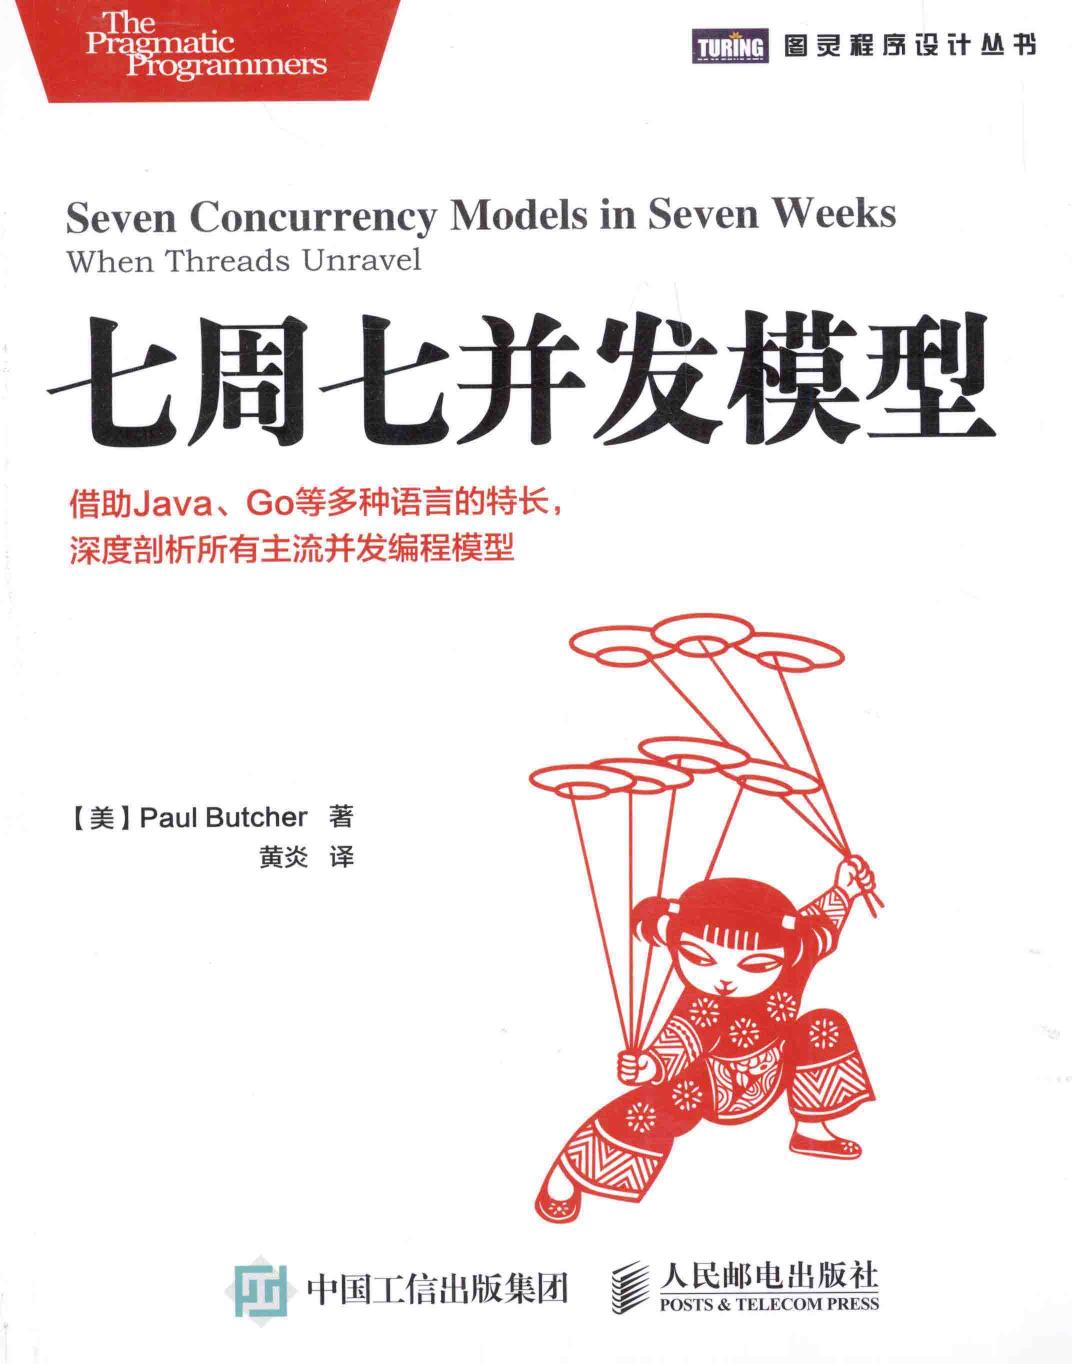 The
Pragmatic
Programmers
TURING 图灵程序设计丛书
Seven Concurrency Models in Seven Weeks
When Threads Unravel
七周七并发模型
借助Java、Go等多种语言的特长，
深度剖析所有主流并发编程模型
【美】Paul Butcher 著
黄炎 译
中国工信出版集团
人民邮电出版社
POSTS & TELECOM PRESS